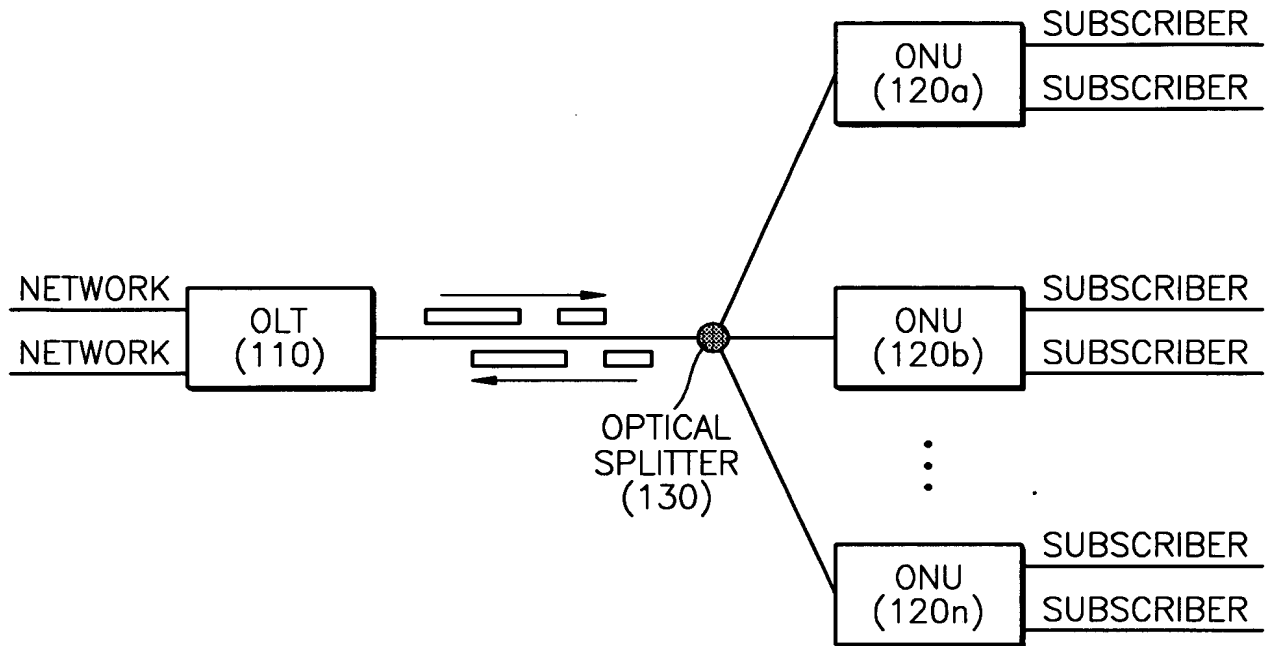 SUBSCRIBER
ONU
(120a)
SUBSCRIBER
NETWORK
OLT
(110)
NETWORK
SUBSCRIBER
ONU
(120b)
SUBSCRIBER
OPTICAL
SPLITTER
(130)
SUBSCRIBER
ONU
(120n)
SUBSCRIBER